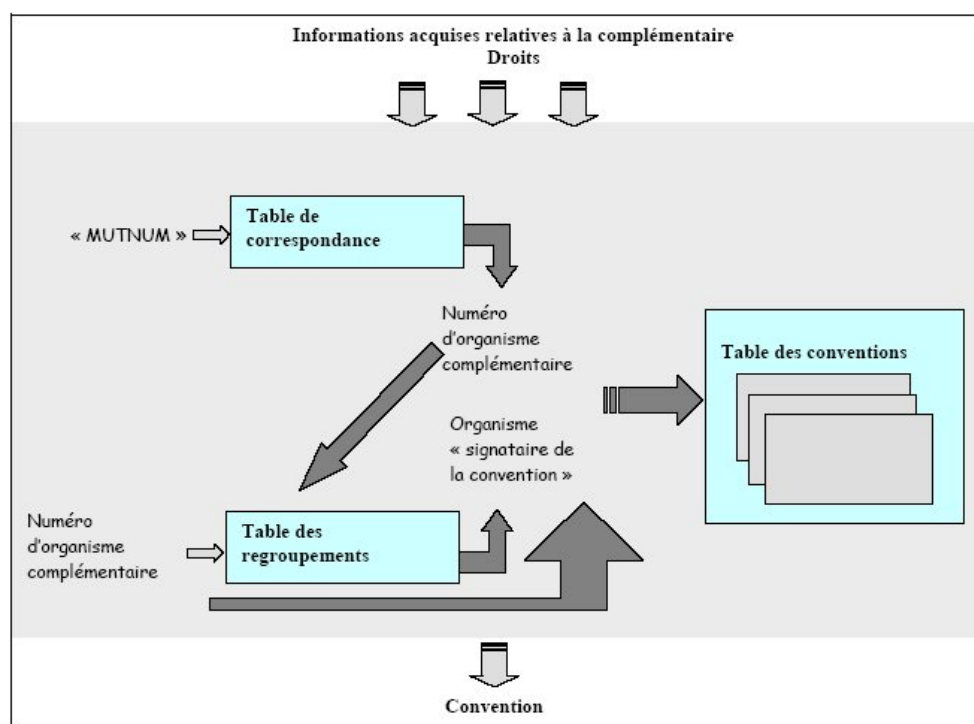 Informations acquises relatives à la complémentaire
Droits
Table de
correspondance
« MUTNUM »
Numéro
d'organisme
complémentaire
Table des conventions
Organisme
« signataire de
la convention »
Numéro
d'organisme
complémentaire
Table des
regroupements
Convention